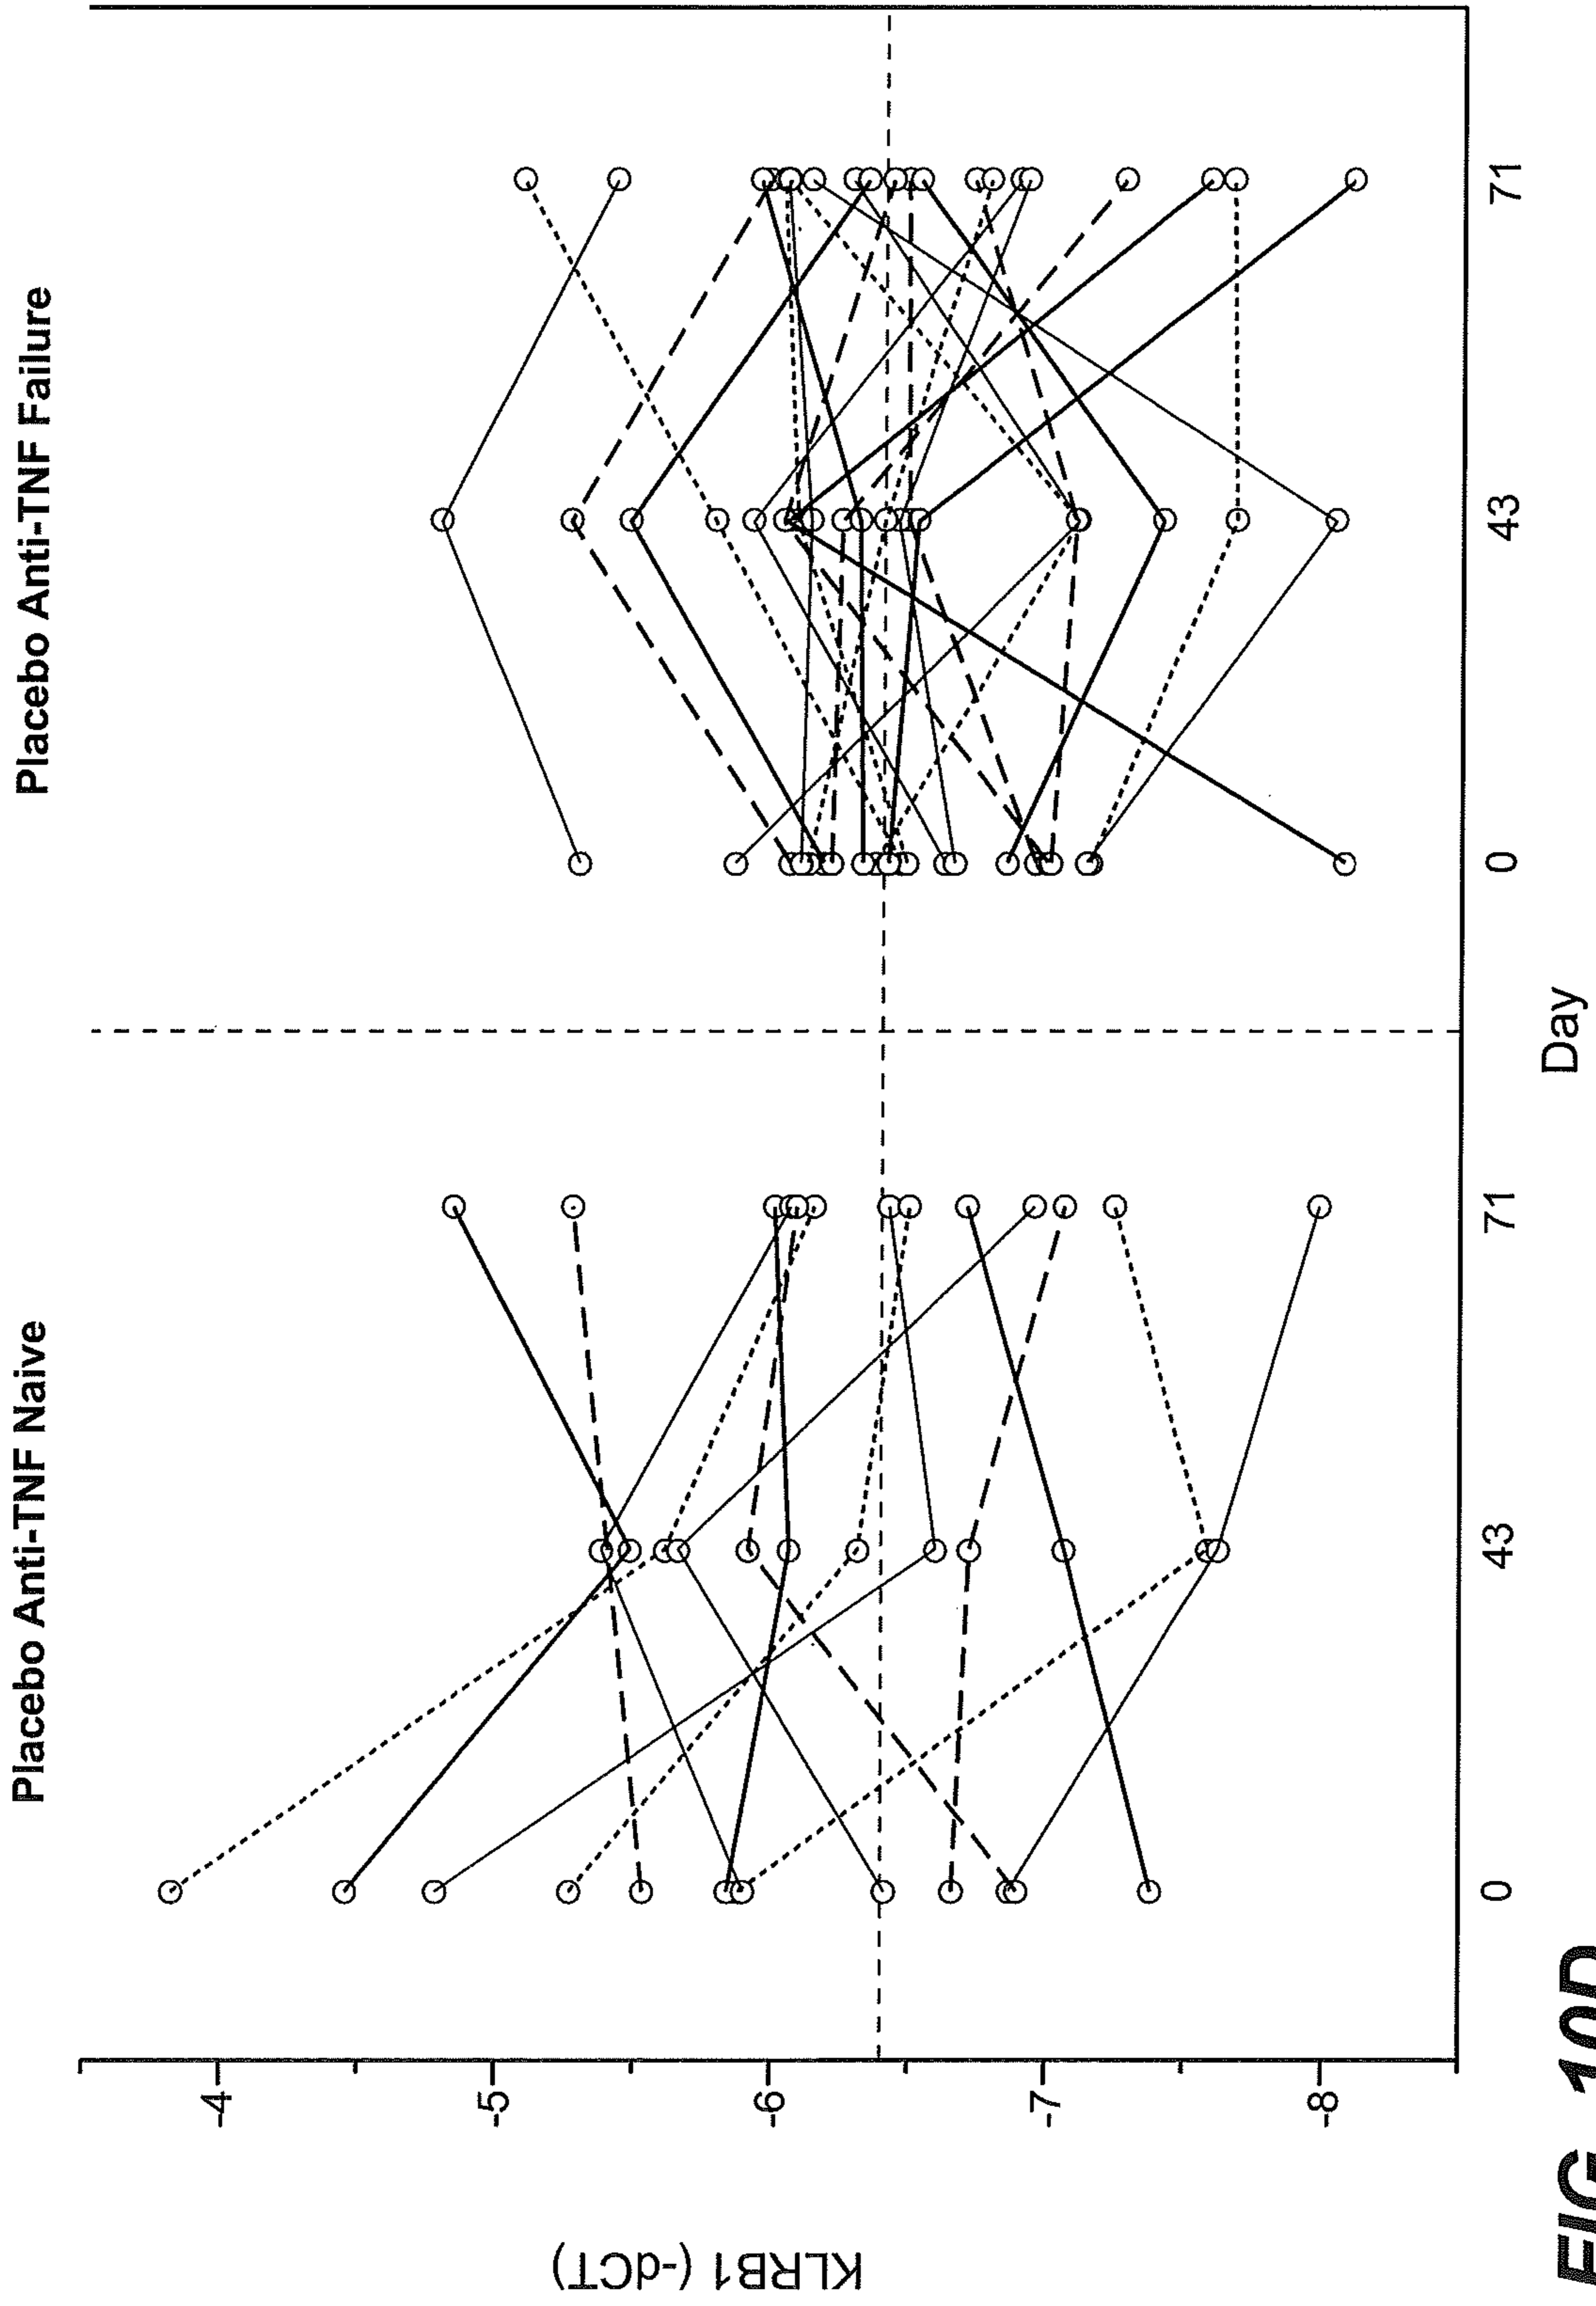 Placebo Anti-TNF Naive
Placebo Anti-TNF Failure
KLRB1 (-dCT)
-4
-5
-6
-7
-8
0
43
71
0
43
71
Day
FIG. 10D